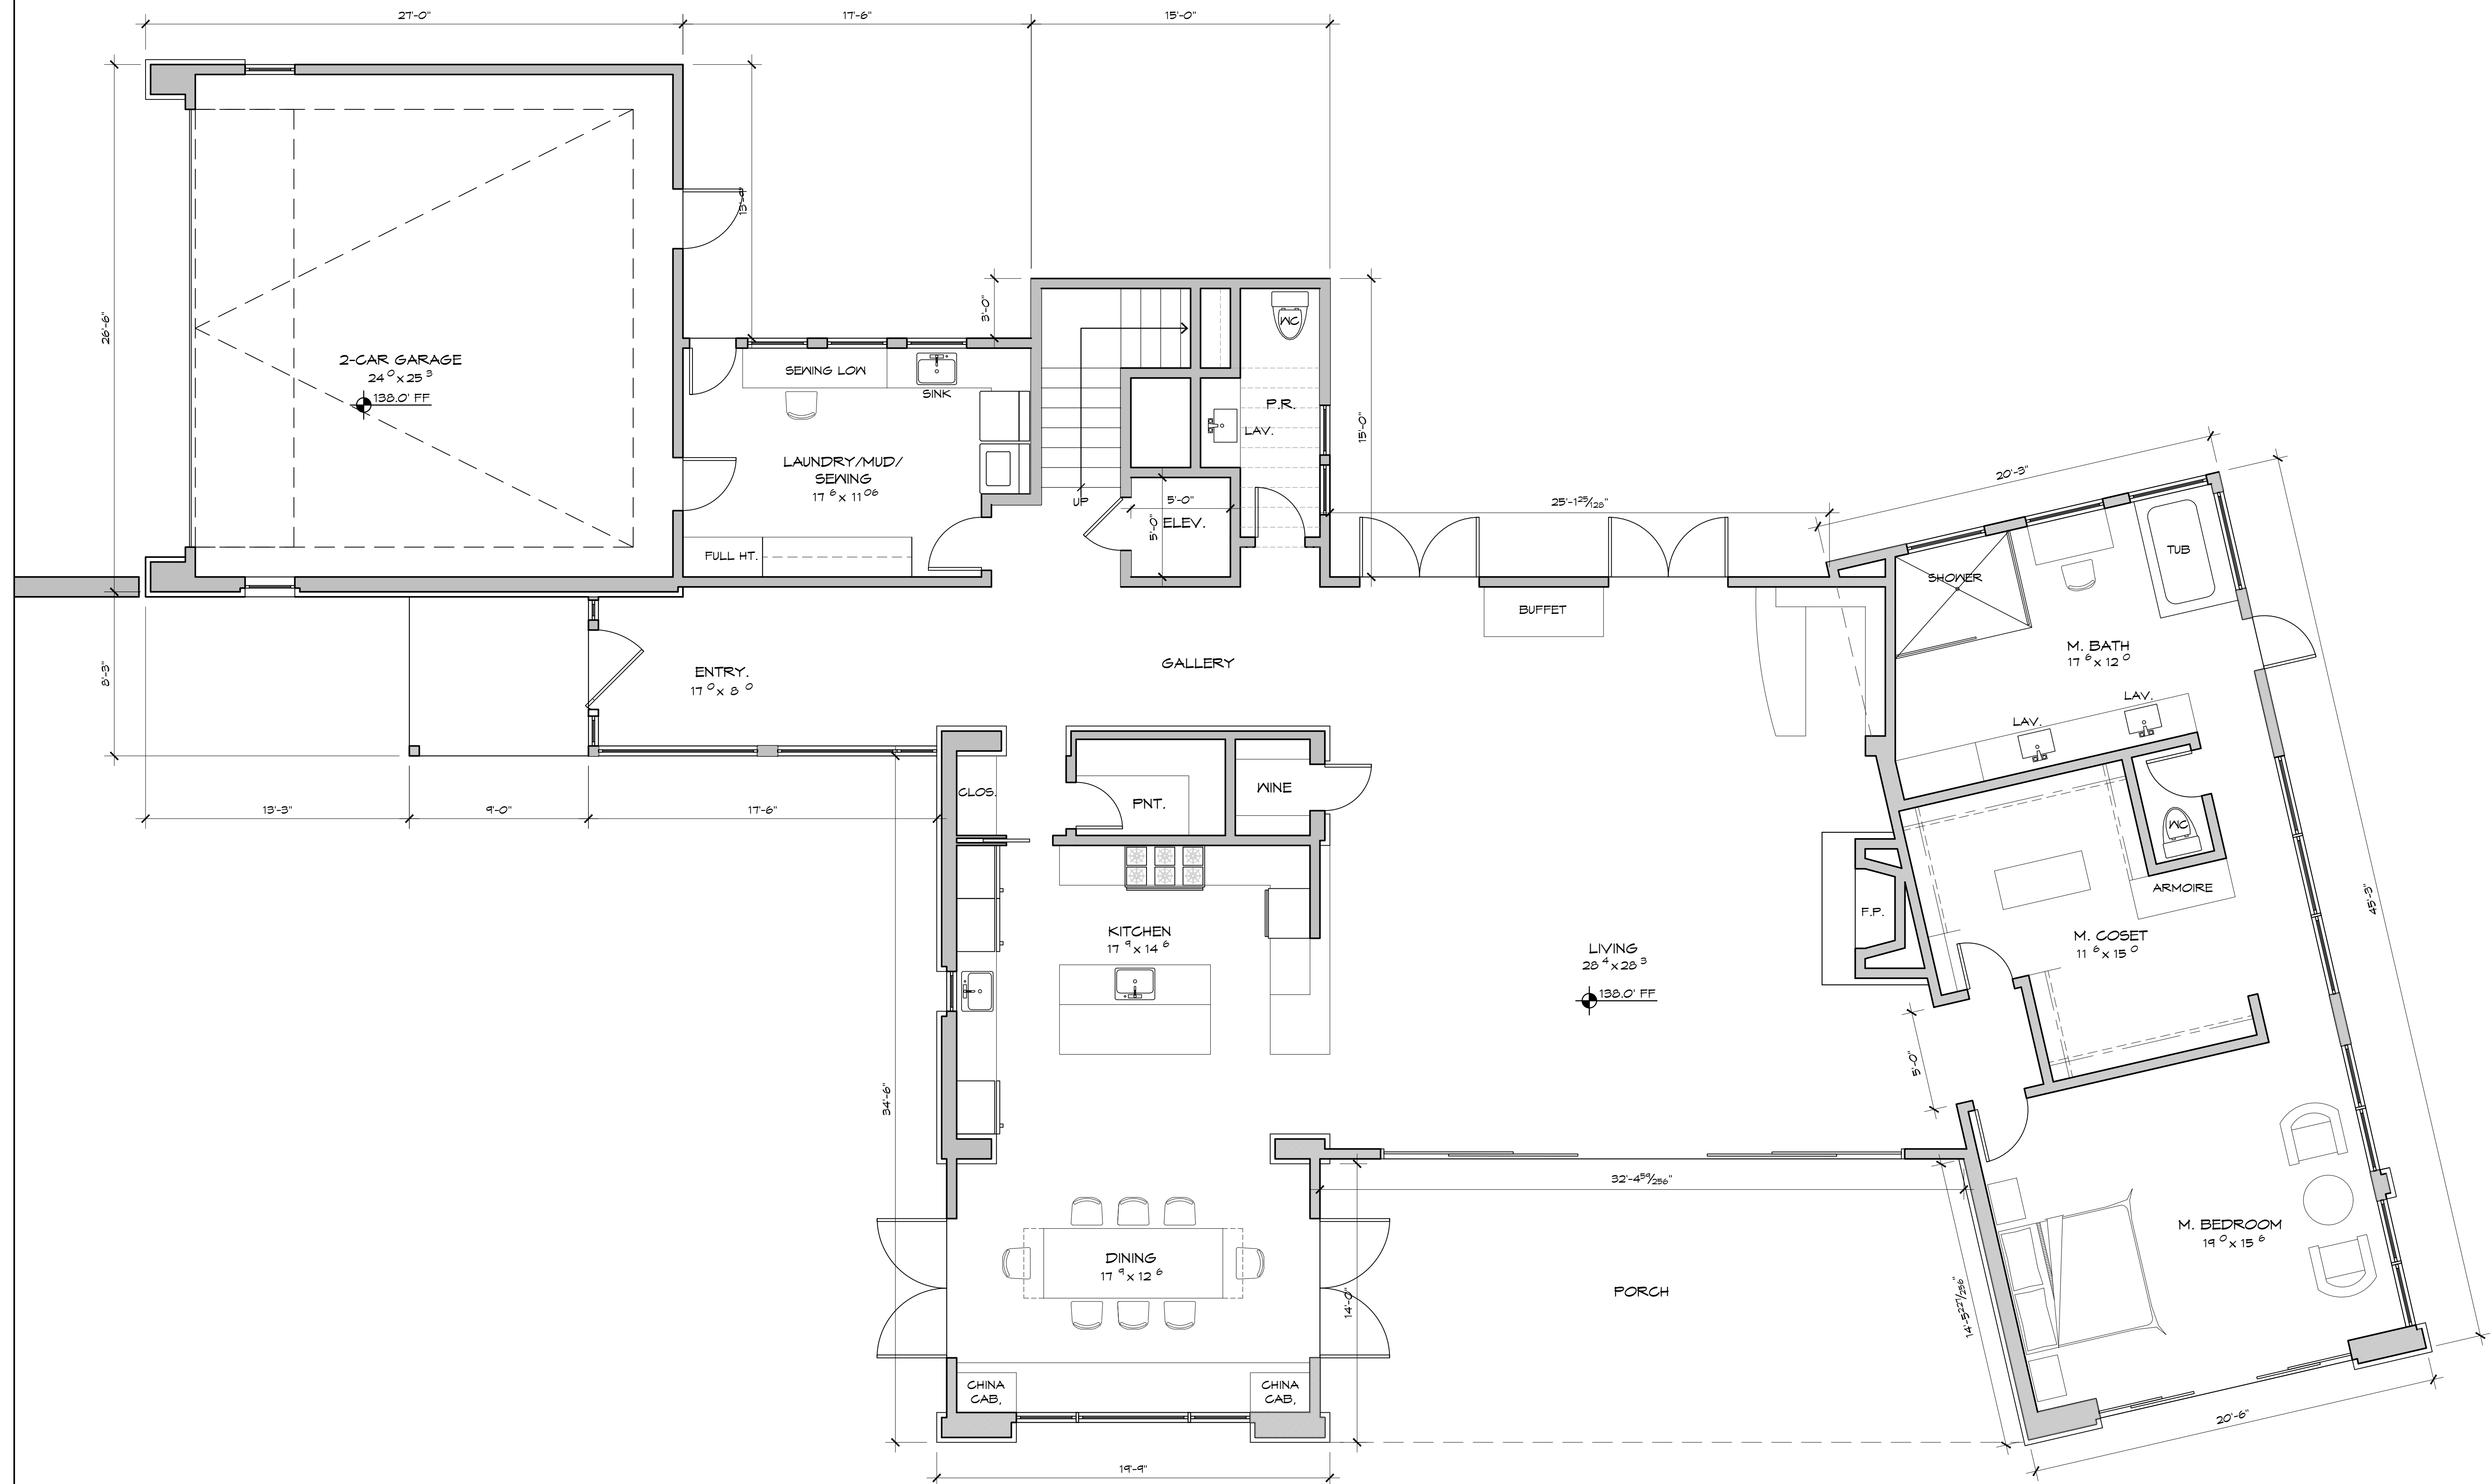 27'-0"
17'-6"
15'-0"
26'-6"
13'-9"
3'-0"
2-CAR GARAGE
24 0 x 25 3
138.0' FF
SEWING LOW
SINK
LAUNDRY/MUD/
SEWING
17 6 x 11 06
FULL HT.
UP
WC
P.R.
LAV.
15'-0"
5'-0"
5'-0"
ELEV.
25'-1 25/128"
20'-3"
SHOWER
TUB
BUFFET
M. BATH
17 6 x 12 0
LAV.
LAV.
8'-3"
ENTRY.
17 0 x 8 0
GALLERY
13'-3"
9'-0"
17'-6"
CLOS.
PNT.
WINE
WC
ARMOIRE
45'-3"
F.P.
KITCHEN
17 9 x 14 6
LIVING
28 4 x 28 3
138.0' FF
M. COSET
11 6 x 15 0
5'-0"
34'-6"
32'-4 59/256"
M. BEDROOM
19 0 x 15 6
DINING
17 9 x 12 6
14'-0"
PORCH
14'-5 227/256"
CHINA
CAB,
CHINA
CAB,
20'-6"
19'-9"